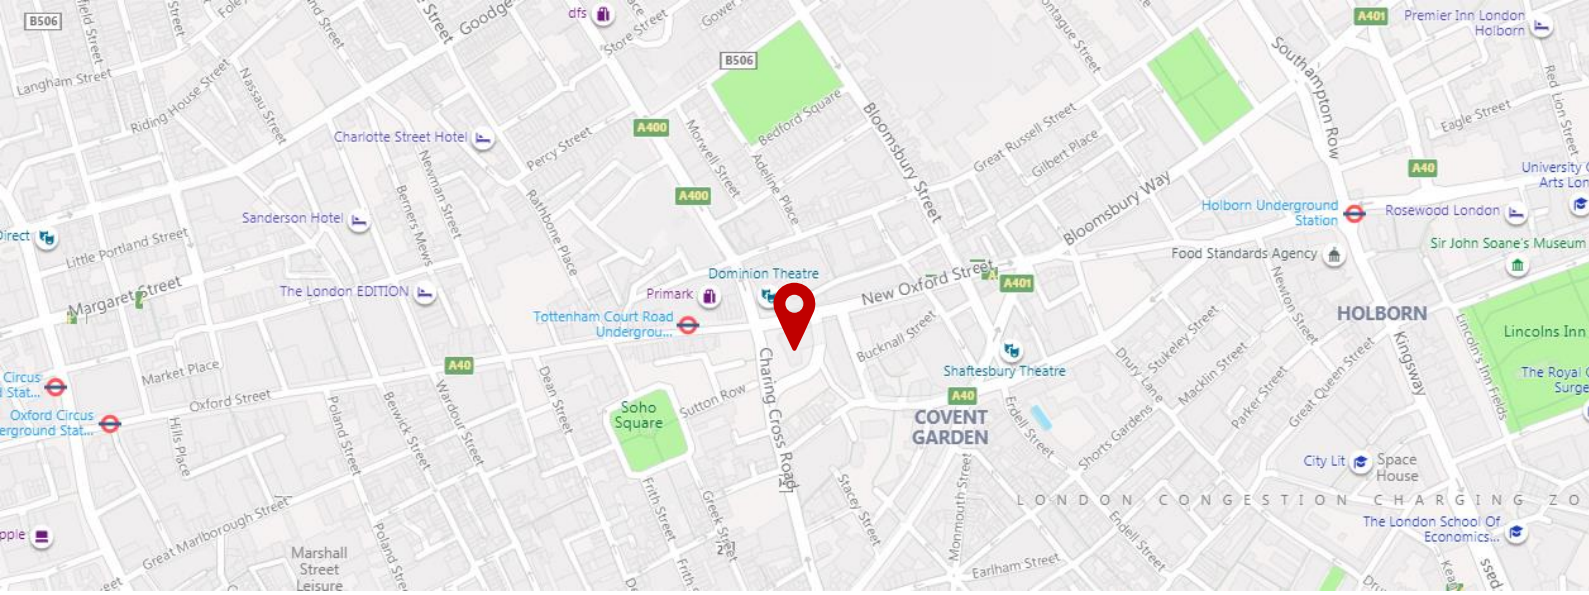 B506
Langham Street
Riding House Street
Nassau Street
Goodge
dfs
Store Street
Gower
B506
A401
Premier Inn London
Holborn
Southampton Row
Red Lion Street
Eagle Street
A40
University
Arts Lon
Rosewood London
Sir John Soane's Museum
Holborn Underground
Station
Food Standards Agency
Charlotte Street Hotel
Percy Street
A400
Morwell Street
Bedford Square
Adeline Place
A400
Bloomsbury Street
Great Russell Street
Gilbert Place
Bloomsbury Way
Newman Street
Berners Mews
Rathbone Place
Sanderson Hotel
Little Portland Street
Margaret Street
The London EDITION
Dominion Theatre
Primark
Tottenham Court Road
Undergrou...
New Oxford Street
A401
Newton Street
HOLBORN
Lincolns Inn
Lincoln's Inn Fields
Kingsway
The Royal
Surge
Bucknall Street
Shaftesbury Theatre
A40
COVENT
GARDEN
Drury Lane
Stukeley Street
Macklin Street
Parker Street
Great Queen Street
Endell Street
Shorts Gardens
A40
Market Place
Oxford Street
Circus
Stat...
Oxford Circus
erground Stat...
Hills Place
Poland Street
Berwick Street
Wardour Street
Dean Street
Soho
Square
Sutton Row
Charing Cross Road
City Lit
Space
House
LONDON CONGESTION CHARGING ZO
The London School Of
Economics...
Stacey Street
Monmouth Street
Endell Street
Earlham Street
Frith Street
Greek Street
Frith
Great Marlborough Street
Poland Street
Marshall
Street
Leisure
pple